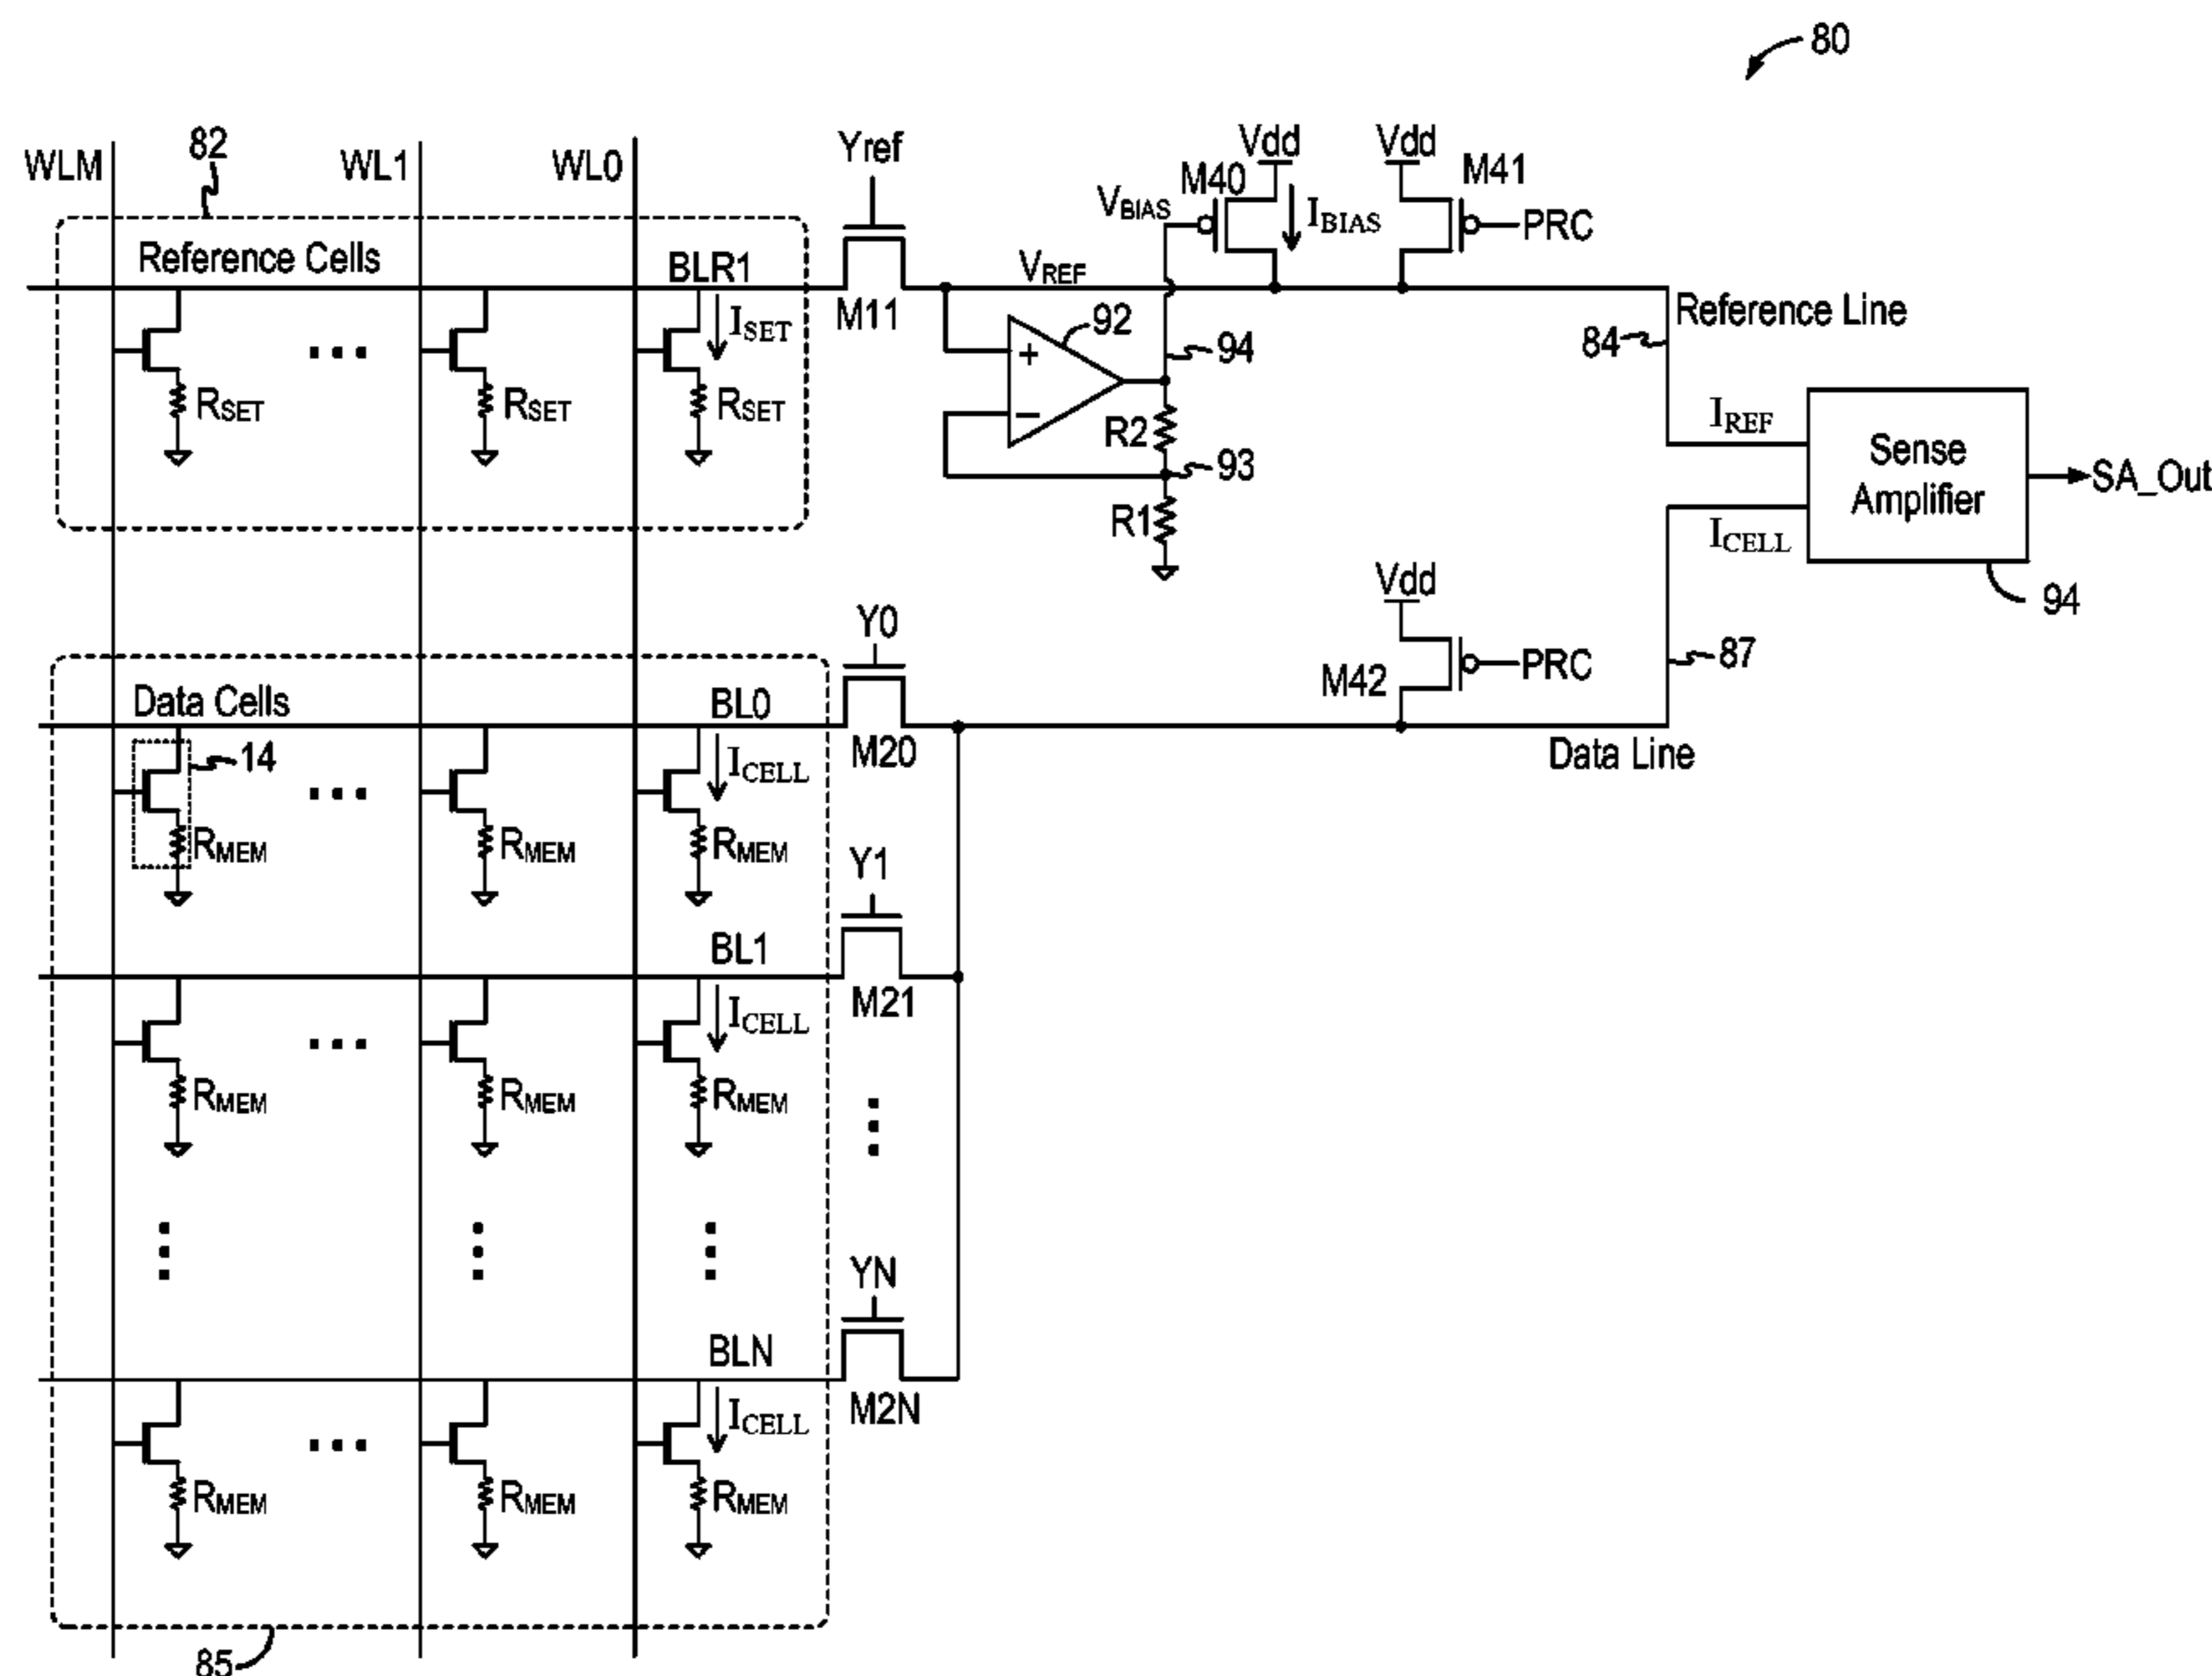 80
82
WLM
WL1
WL0
Yref
Vdd
Vdd
M40
M41
VBIAS
IBIAS
PRC
Reference Cells
BLR1
VREF
M11
ISET
92
Reference Line
94
84
+
RSET
RSET
RSET
R2
IREF
−
93
Sense
Amplifier
SA_Out
R1
ICELL
Vdd
94
Y0
M42
PRC
87
Data Cells
BL0
M20
Data Line
14
ICELL
RMEM
RMEM
RMEM
Y1
BL1
M21
ICELL
RMEM
RMEM
RMEM
YN
BLN
M2N
ICELL
RMEM
RMEM
RMEM
85